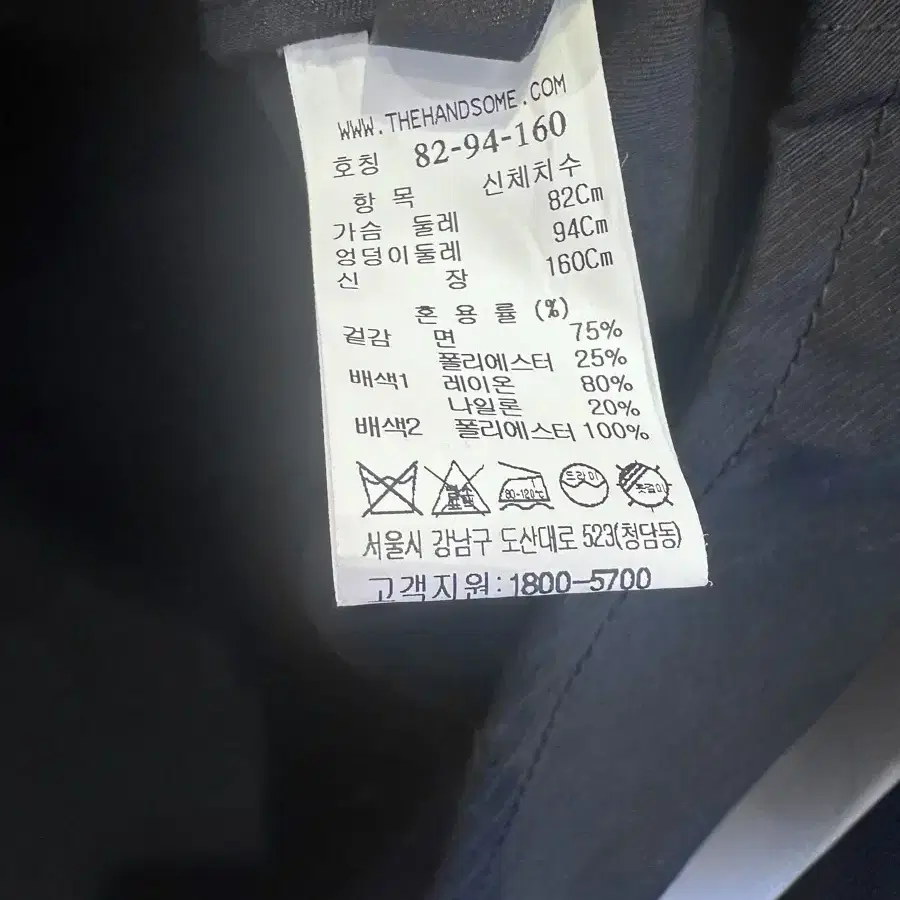 WWW.THEHANDSOME.COM
호칭 82-94-160
항 목 신체치수
가슴 둘레 82Cm
엉덩이둘레 94Cm
신 장 160Cm
혼 용 률 (%)
겉감 면 75%
폴리에스터 25%
배색1 레이온 80%
나일론 20%
배색2 폴리에스터 100%
염소표백 80-120℃ 드라이
서울시 강남구 도산대로 523(청담동)
고객지원:1800-5700